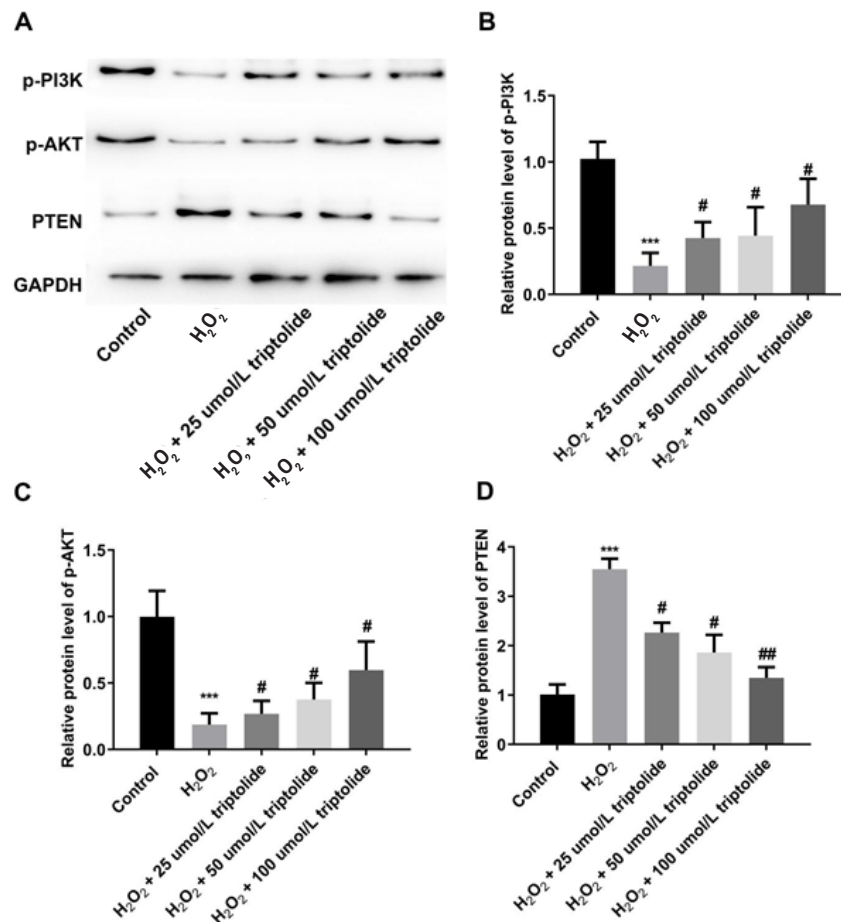 A
p-PI3K
p-AKT
PTEN
GAPDH
Control
H₂O₂
H₂O₂ + 25 umol/L triptolide
H₂O, + 50 umol/L triptolide
H₂O₂ + 100 umol/L triptolide
B
Relative protein level of p-PI3K
1.5
1.0
0.5
0.0
***
#
#
#
Control
H₂O₂
H₂O₂ + 25 umol/L triptolide
H₂O₂ + 50 umol/L triptolide
H₂O₂ + 100 umol/L triptolide
C
Relative protein level of p-AKT
1.5
1.0
0.5
0.0
***
#
#
#
Control
H₂O₂
H₂O₂ + 25 umol/L triptolide
H₂O₂ + 50 umol/L triptolide
H₂O₂ + 100 umol/L triptolide
D
Relative protein level of PTEN
4
3
2
1
0
***
#
#
##
Control
H₂O₂
H₂O₂ + 25 umol/L triptolide
H₂O₂ + 50 umol/L triptolide
H₂O₂ + 100 umol/L triptolide